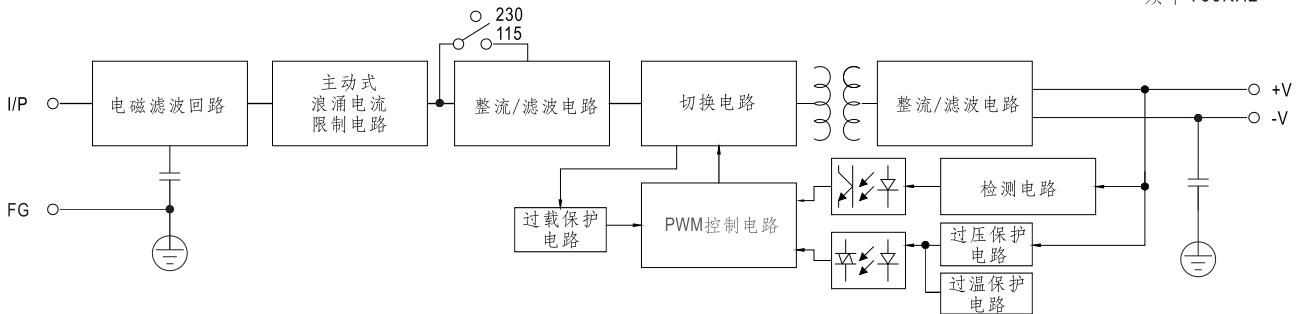 230
115
I/P
电磁滤波回路
主动式
浪涌电流
限制电路
整流/滤波电路
切换电路
整流/滤波电路
+V
-V
FG
过载保护
电路
PWM控制电路
检测电路
过压保护
电路
过温保护
电路